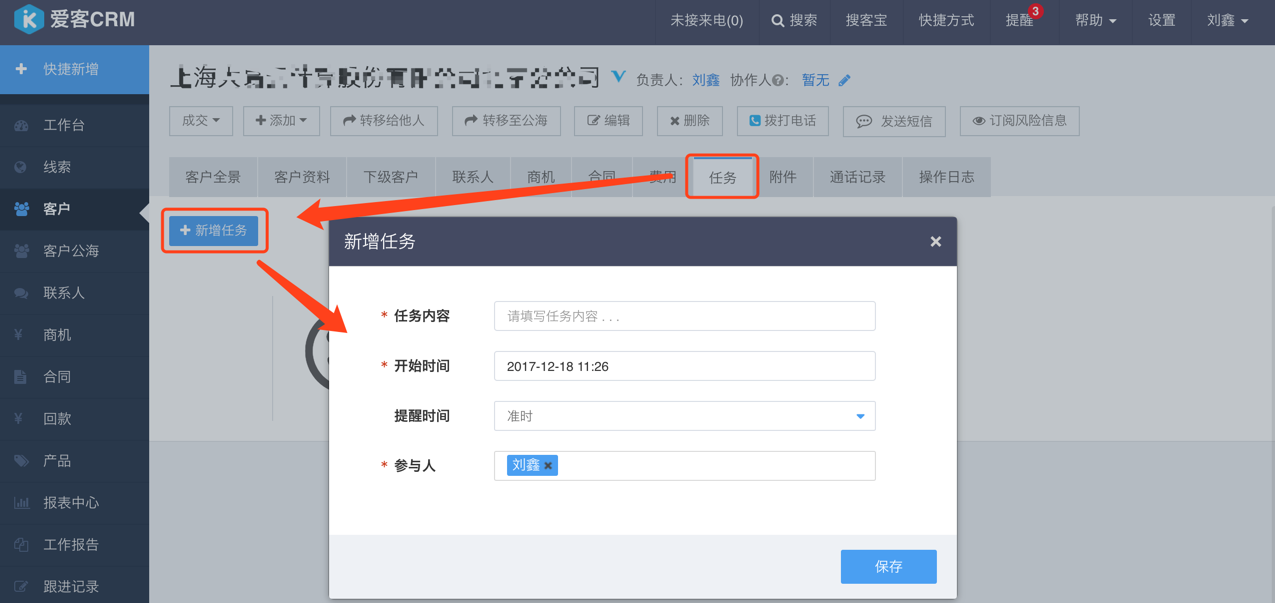 爱客CRM
未接来电(0) 搜索 搜客宝 快捷方式 提醒 3 帮助 设置 刘鑫
快捷新增
工作台
线索
客户
客户公海
联系人
商机
合同
回款
产品
报表中心
工作报告
跟进记录
负责人: 刘鑫 协作人: 暂无
成交 添加 转移给他人 转移至公海 编辑 删除 拨打电话 发送短信 订阅风险信息
客户全景 客户资料 下级客户 联系人 商机 合同 费用 任务 附件 通话记录 操作日志
新增任务
新增任务
* 任务内容 请填写任务内容 . . .
* 开始时间 2017-12-18 11:26
提醒时间 准时
* 参与人 刘鑫
保存